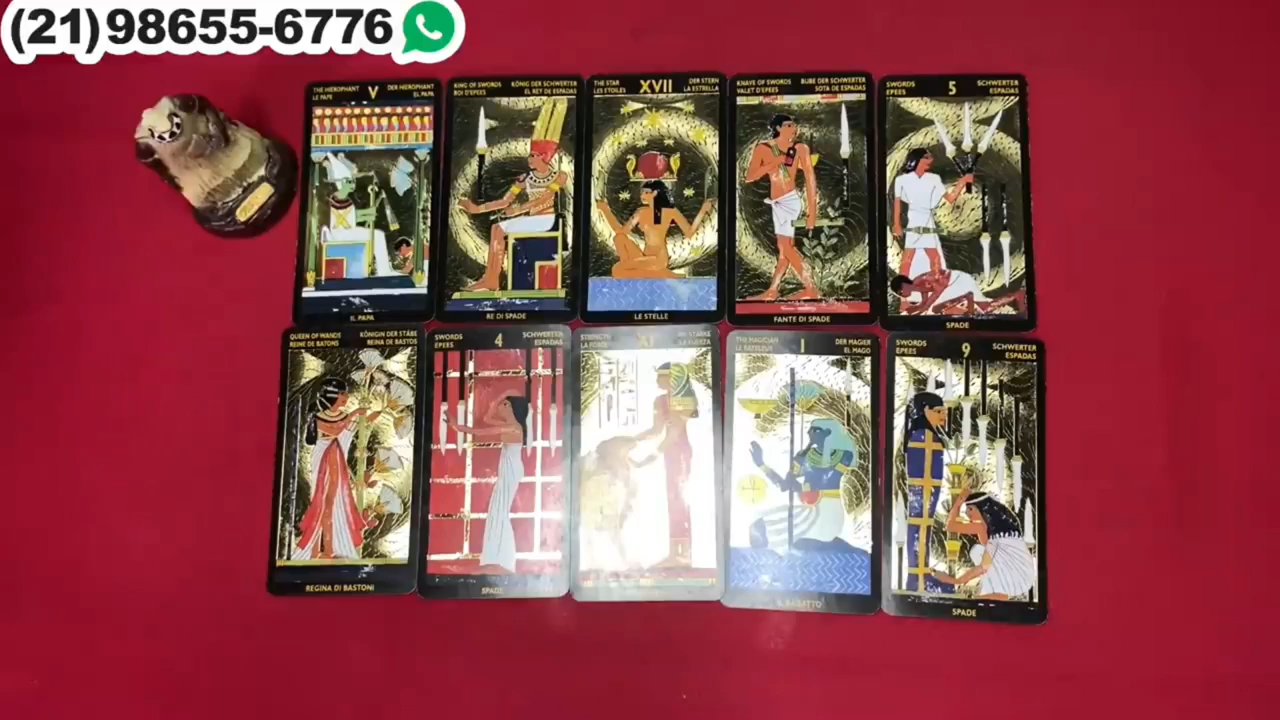 (21)98655-6776
THE HIEROPHANT
LE PAPE
V
DER HIEROPHANT
EL PAPA
IL PAPA
KING OF SWORDS
ROI D'EPEES
KÖNIG DER SCHWERTER
EL REY DE ESPADAS
RE DI SPADE
THE STAR
LES ETOILES
XVII
DER STERN
LA ESTRELLA
LE STELLE
KNAVE OF SWORDS
VALET D'EPEES
BUBE DER SCHWERTER
SOTA DE ESPADAS
FANTE DI SPADE
SWORDS
EPEES
5
SCHWERTER
ESPADAS
SPADE
QUEEN OF WANDS
REINE DE BATONS
KÖNIGIN DER STÄBE
REINA DE BASTOS
REGINA DI BASTONI
SWORDS
EPEES
4
SCHWERTER
ESPADAS
SPADE
STRENGTH
LA FORCE
XI
THE MAGICIAN
LE BATELEUR
I
DER MAGIER
EL MAGO
IL BAGATTO
SWORDS
EPEES
9
SCHWERTER
ESPADAS
SPADE